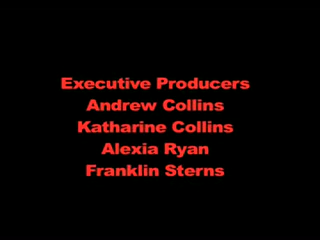 Executive Producers
Andrew Collins
Katharine Collins
Alexia Ryan
Franklin Sterns